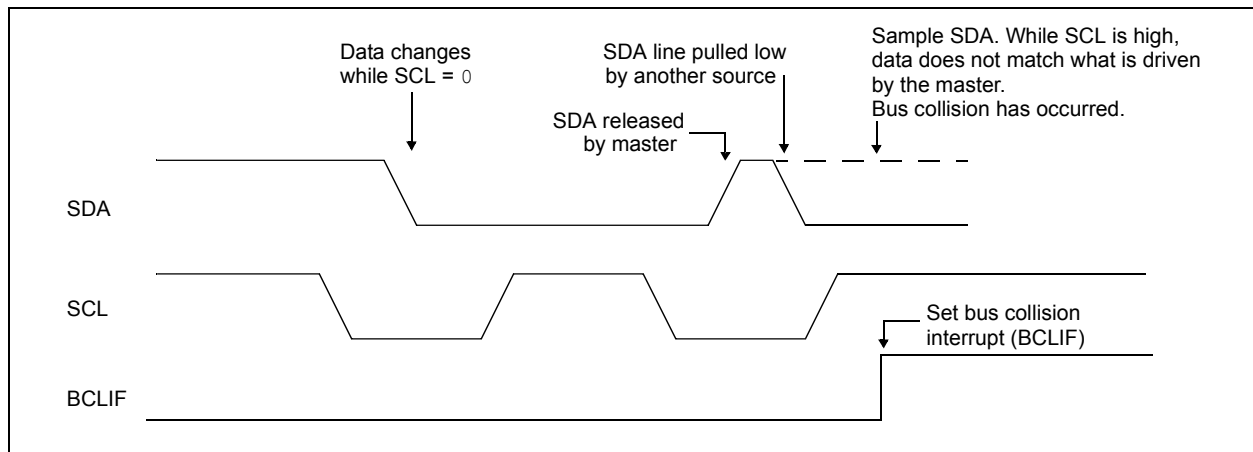 Data changes
while SCL = 0
SDA line pulled low
by another source
Sample SDA. While SCL is high,
data does not match what is driven
by the master.
Bus collision has occurred.
SDA released
by master
SDA
SCL
Set bus collision
interrupt (BCLIF)
BCLIF